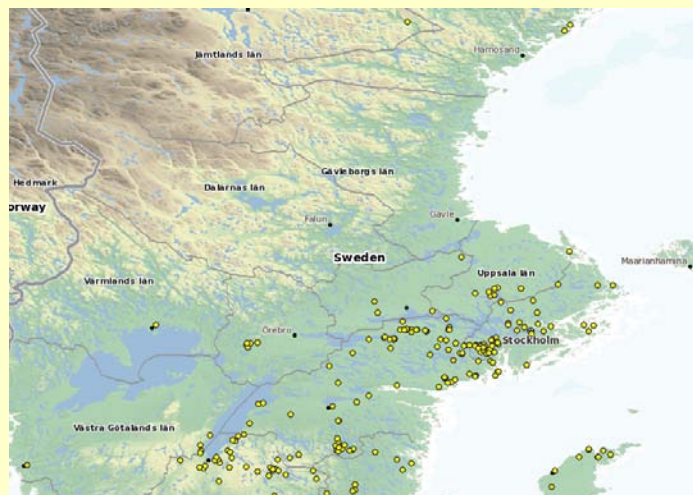 Jämtlands län
Härnösand
Hedmark
Gävleborgs län
Dalarnas län
orway
Falun
Gävle
Sweden
Maarianhamina
Uppsala län
Värmlands län
Örebro
Stockholm
Västra Götalands län